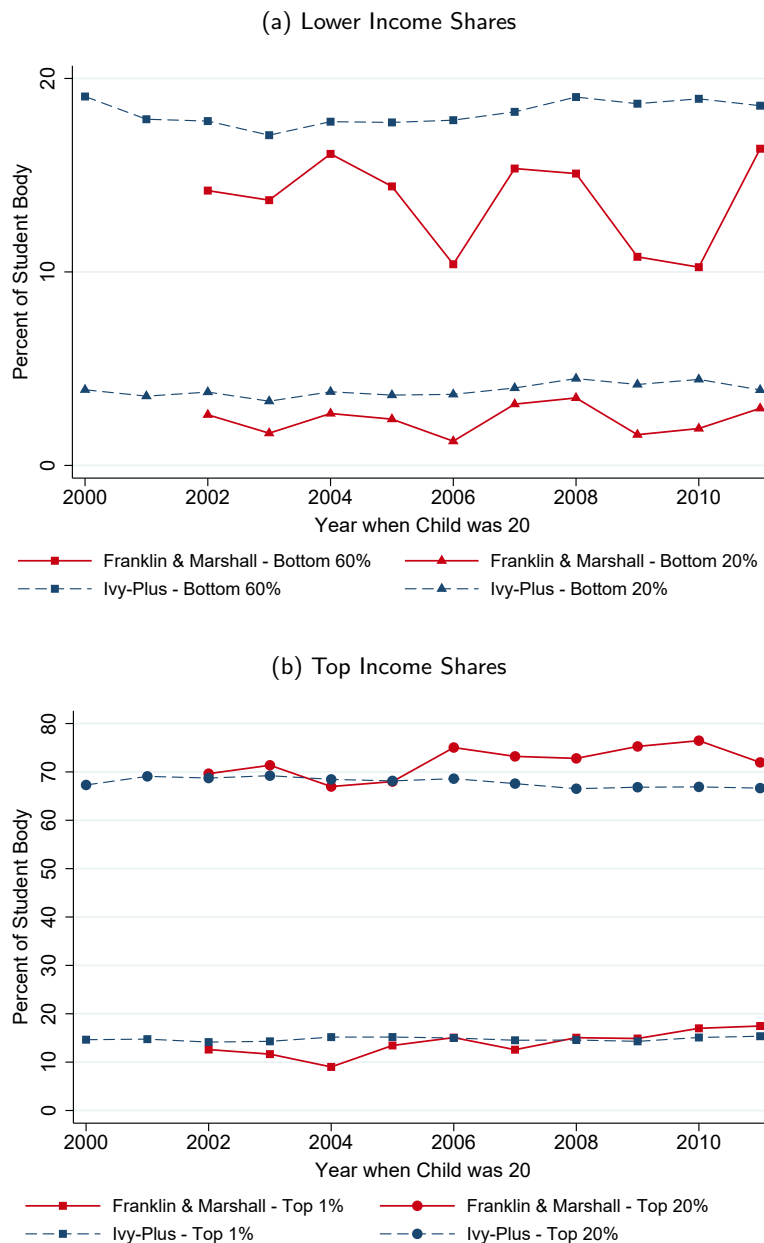 (a) Lower Income Shares
Percent of Student Body
20
10
0
2000 2002 2004 2006 2008 2010
Year when Child was 20
Franklin & Marshall - Bottom 60% Franklin & Marshall - Bottom 20%
Ivy-Plus - Bottom 60% Ivy-Plus - Bottom 20%
(b) Top Income Shares
Percent of Student Body
80
70
60
50
40
30
20
10
0
2000 2002 2004 2006 2008 2010
Year when Child was 20
Franklin & Marshall - Top 1% Franklin & Marshall - Top 20%
Ivy-Plus - Top 1% Ivy-Plus - Top 20%